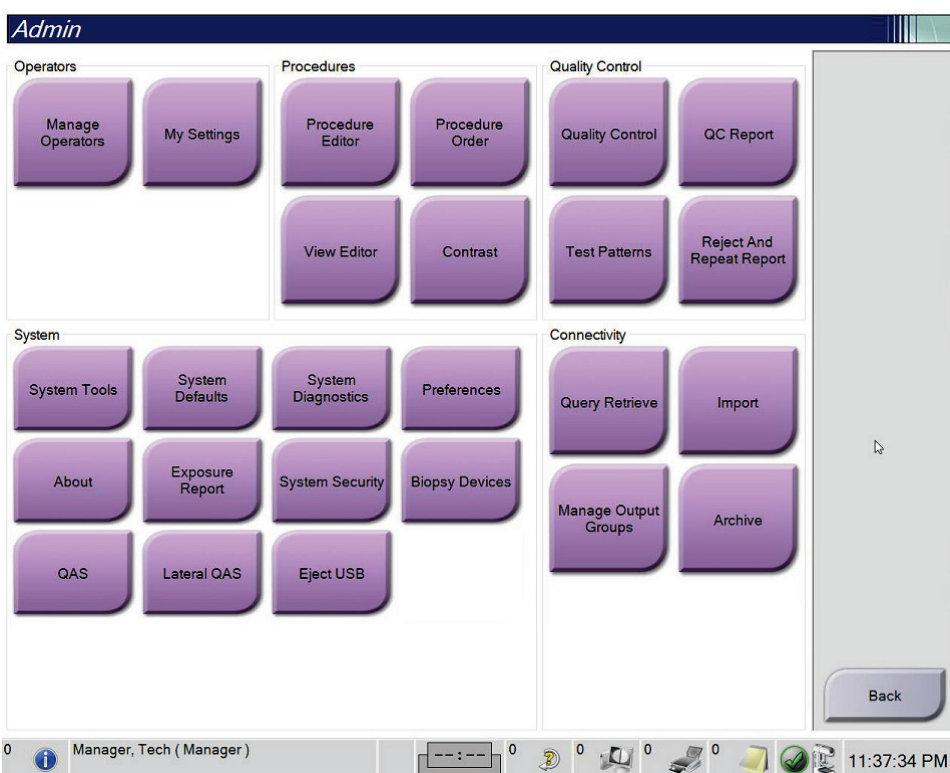 Admin
Operators
Manage
Operators
My Settings
Procedures
Procedure
Editor
Procedure
Order
View Editor
Contrast
Quality Control
Quality Control
QC Report
Test Patterns
Reject And
Repeat Report
System
System Tools
System
Defaults
System
Diagnostics
Preferences
About
Exposure
Report
System Security
Biopsy Devices
QAS
Lateral QAS
Eject USB
Connectivity
Query Retrieve
Import
Manage Output
Groups
Archive
Back
0 Manager, Tech ( Manager ) --:-- 0 0 0 0 11:37:34 PM